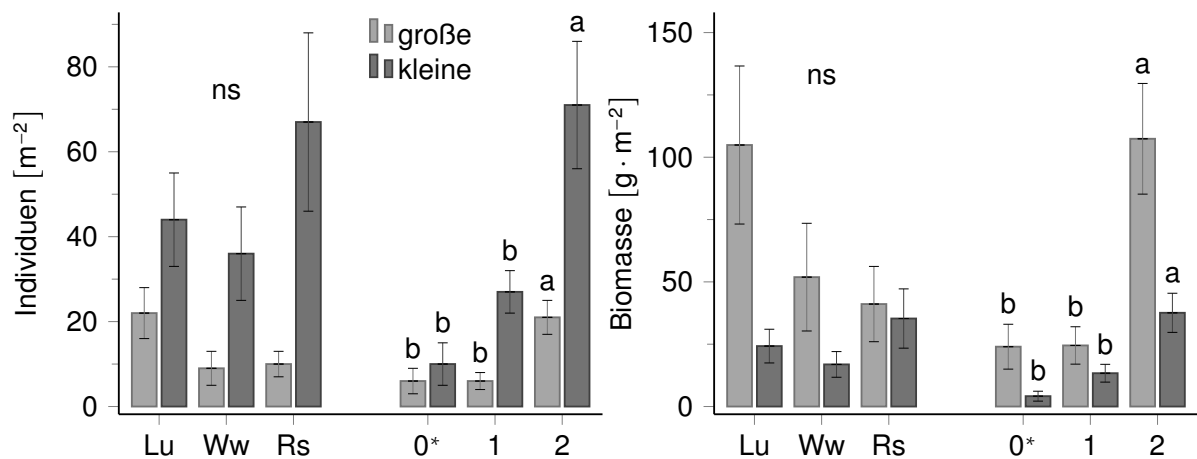 große
kleine
Individuen [m⁻²]
80
60
40
20
0
ns
b b b b a a
Lu Ww Rs 0* 1 2
Biomasse [g · m⁻²]
150
100
50
0
ns
b b b b a a
Lu Ww Rs 0* 1 2